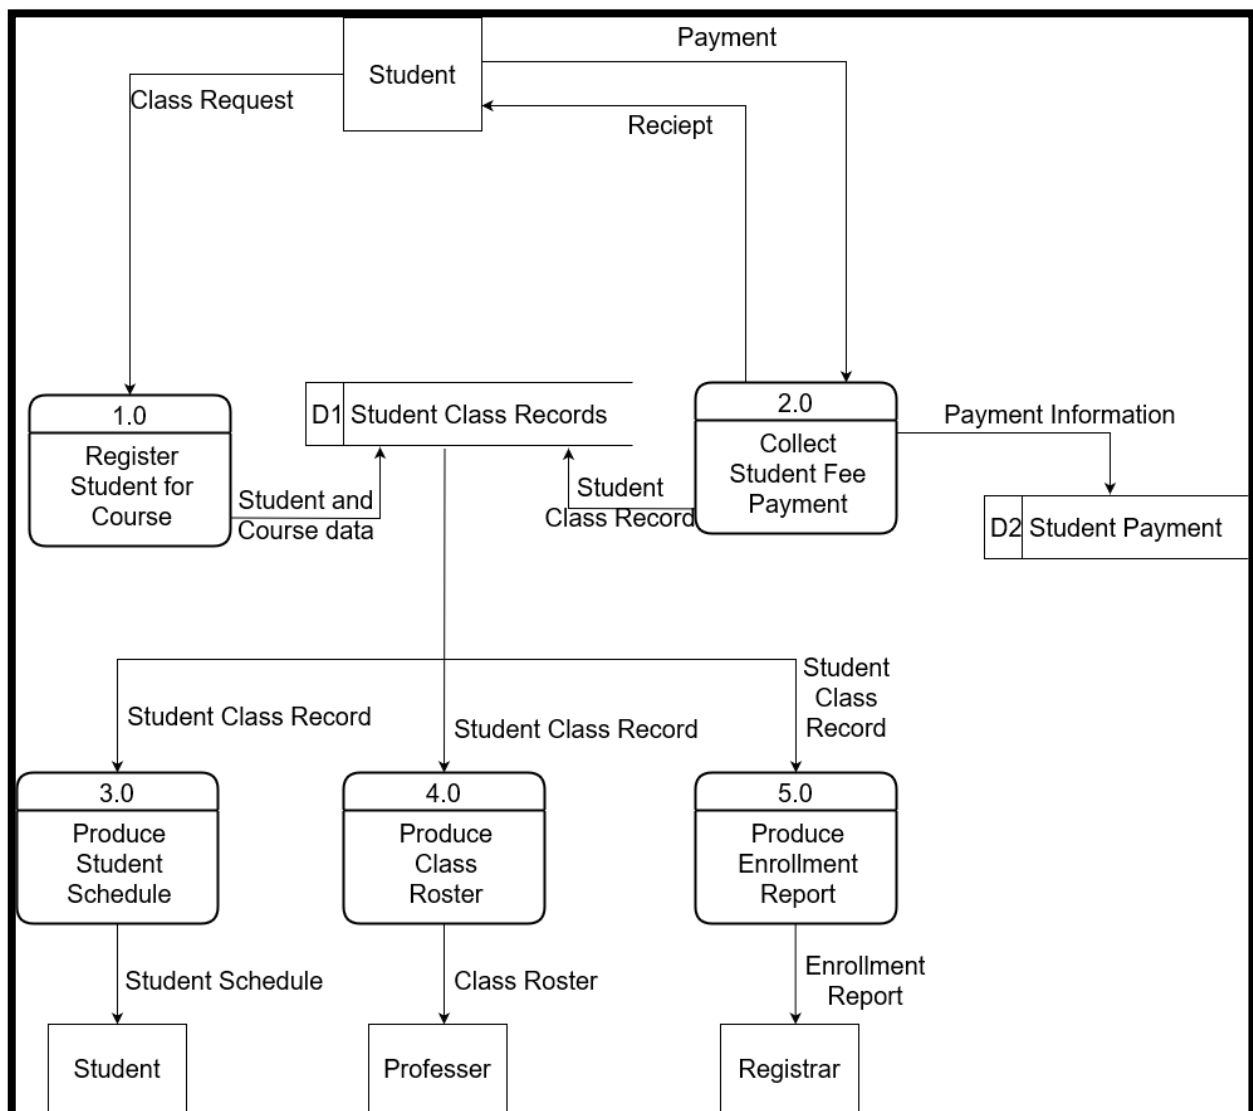 Payment
Student
Class Request
Reciept
1.0
Register
Student for
Course
D1 Student Class Records
2.0
Collect
Student Fee
Payment
Payment Information
Student and
Course data
Student
Class Record
D2 Student Payment
Student Class Record
Student Class Record
Student
Class
Record
3.0
Produce
Student
Schedule
4.0
Produce
Class
Roster
5.0
Produce
Enrollment
Report
Student Schedule
Class Roster
Enrollment
Report
Student
Professer
Registrar